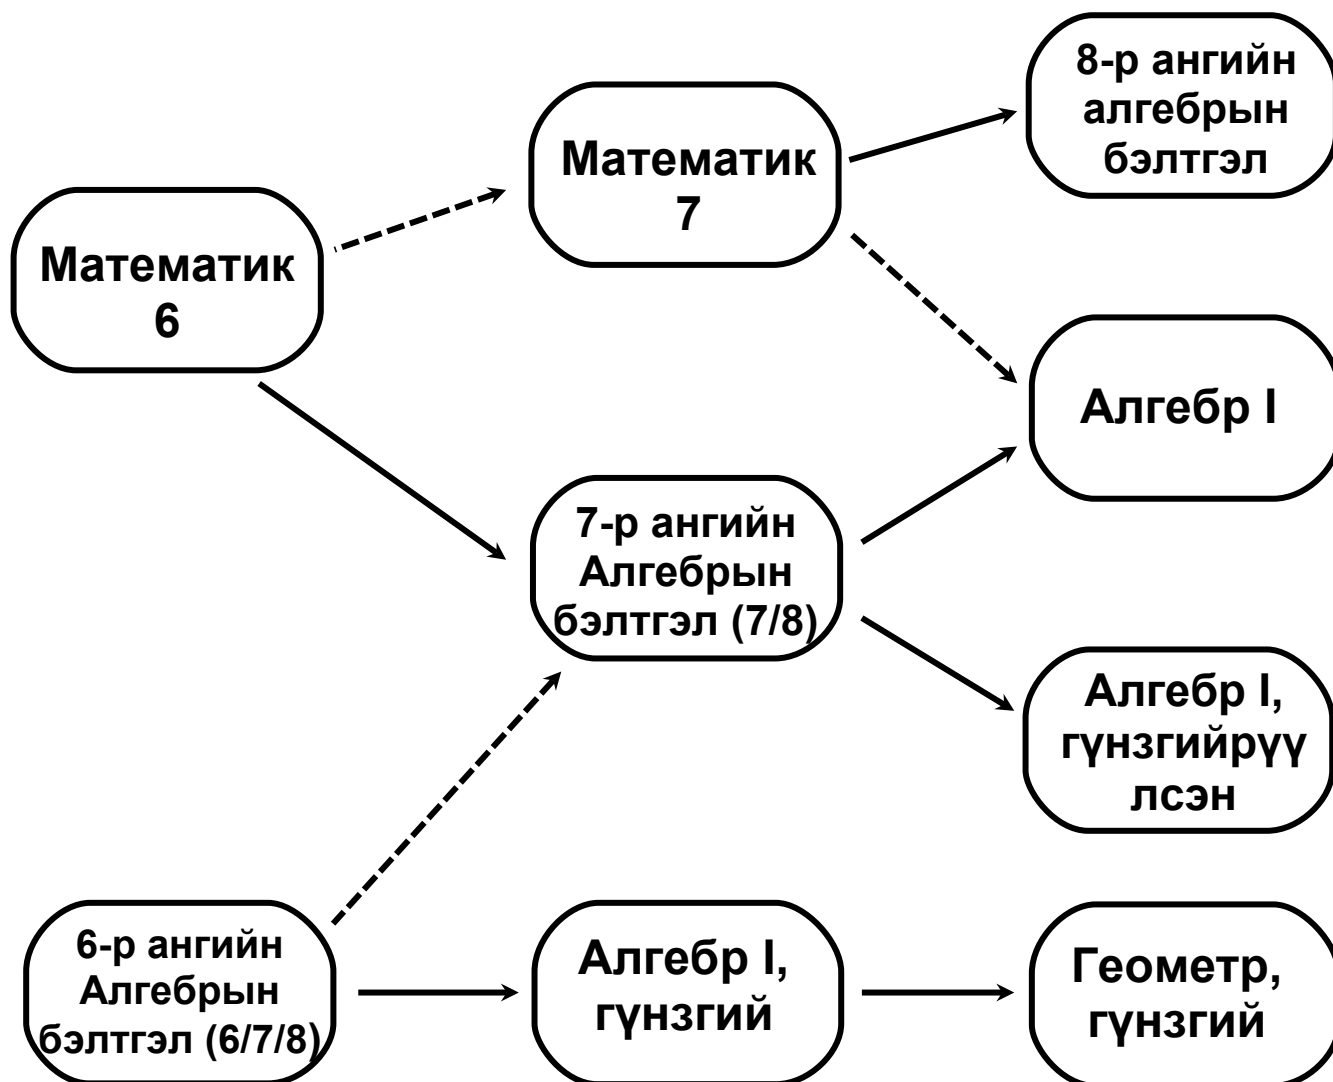 Математик
6
Математик
7
8-р ангийн
алгебрын
бэлтгэл
Алгебр I
7-р ангийн
Алгебрын
бэлтгэл (7/8)
Алгебр I,
гүнзгийрүү
лсэн
6-р ангийн
Алгебрын
бэлтгэл (6/7/8)
Алгебр I,
гүнзгий
Геометр,
гүнзгий